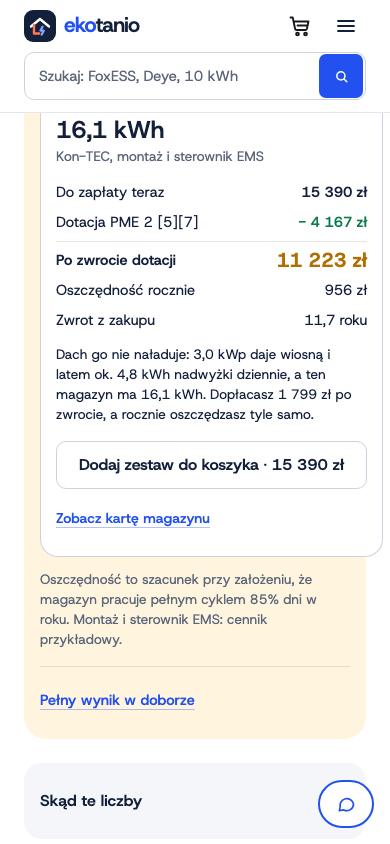 ekotanio
Szukaj: FoxESS, Deye, 10 kWh
16,1 kWh
Kon-TEC, montaż i sterownik EMS
Do zapłaty teraz 15 390 zł
Dotacja PME 2 [5][7] − 4 167 zł
Po zwrocie dotacji 11 223 zł
Oszczędność rocznie 956 zł
Zwrot z zakupu 11,7 roku
Dach go nie naładuje: 3,0 kWp daje wiosną i
latem ok. 4,8 kWh nadwyżki dziennie, a ten
magazyn ma 16,1 kWh. Dopłacasz 1 799 zł po
zwrocie, a rocznie oszczędzasz tyle samo.
Dodaj zestaw do koszyka · 15 390 zł
Zobacz kartę magazynu
Oszczędność to szacunek przy założeniu, że
magazyn pracuje pełnym cyklem 85% dni w
roku. Montaż i sterownik EMS: cennik
przykładowy.
Pełny wynik w doborze
Skąd te liczby